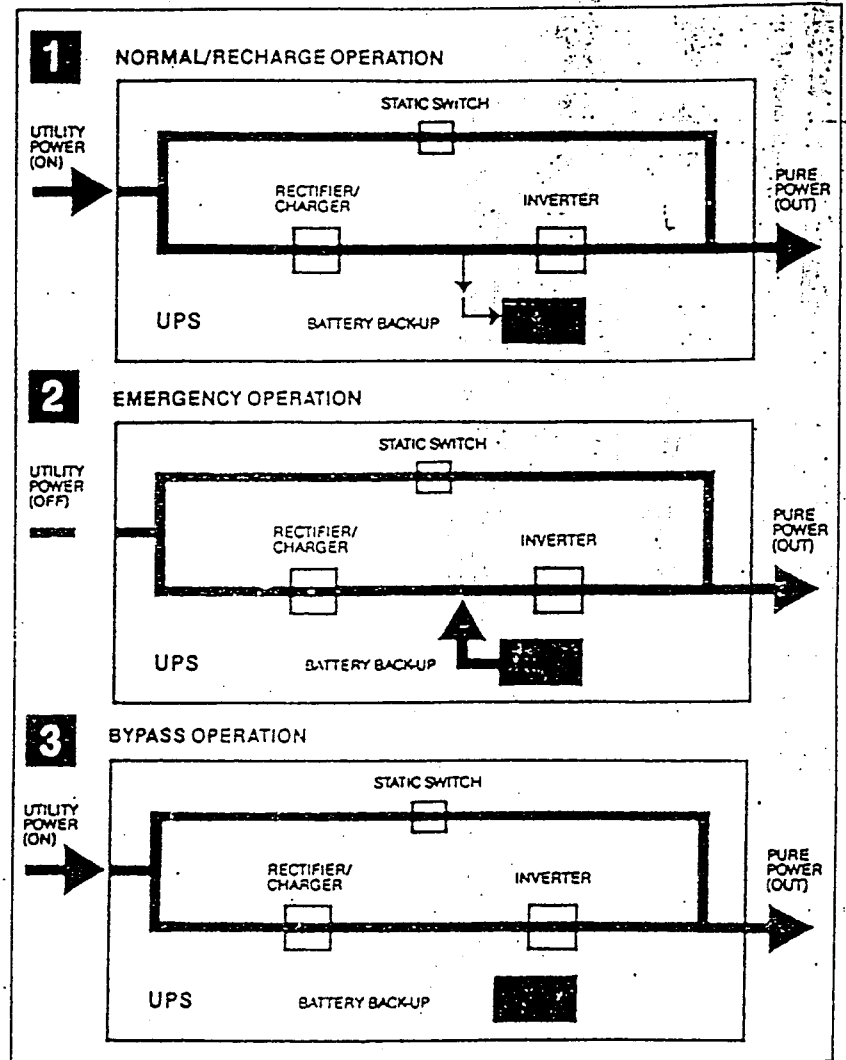 1
NORMAL/RECHARGE OPERATION
STATIC SWITCH
UTILITY
POWER
(ON)
RECTIFIER/
CHARGER
INVERTER
PURE
POWER
(OUT)
UPS
BATTERY BACK-UP
2
EMERGENCY OPERATION
STATIC SWITCH
UTILITY
POWER
(OFF)
RECTIFIER/
CHARGER
INVERTER
PURE
POWER
(OUT)
UPS
BATTERY BACK-UP
3
BYPASS OPERATION
STATIC SWITCH
UTILITY
POWER
(ON)
RECTIFIER/
CHARGER
INVERTER
PURE
POWER
(OUT)
UPS
BATTERY BACK-UP